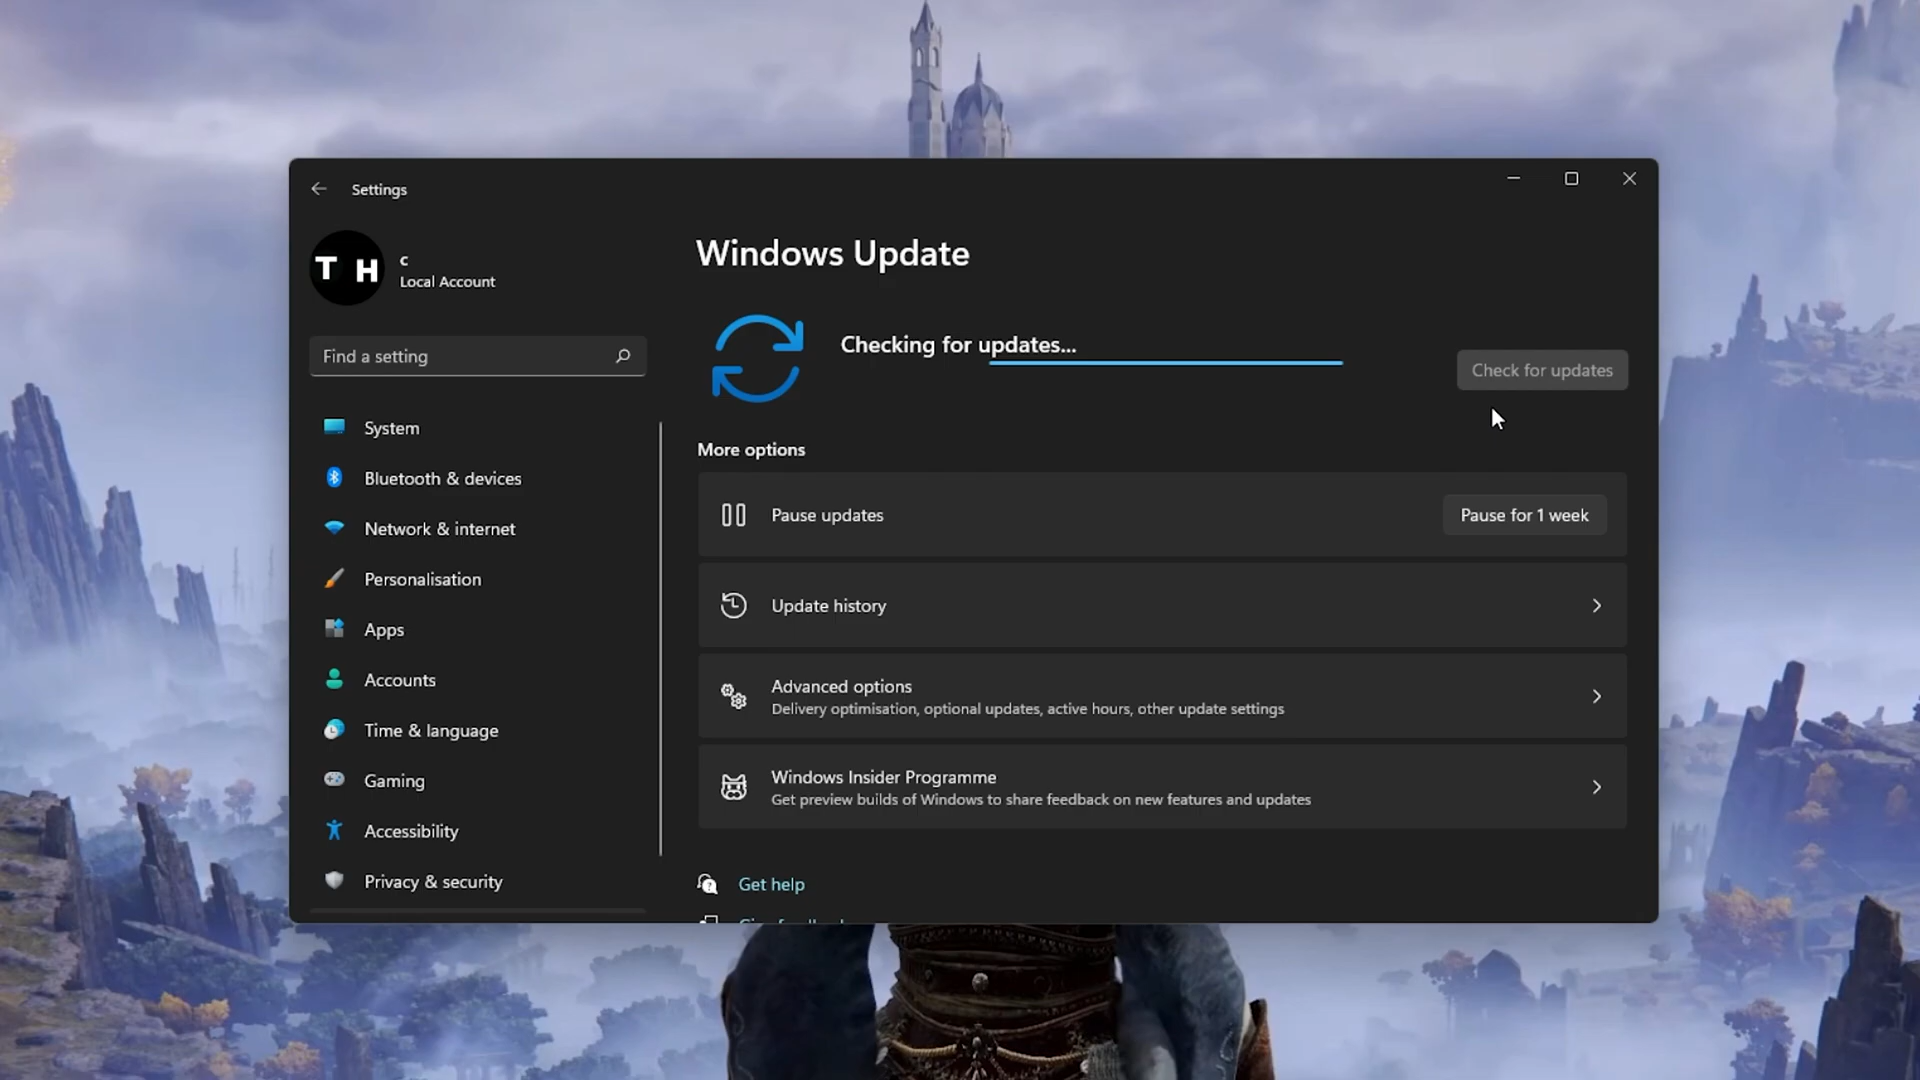 Settings
T H
c
Local Account
Find a setting
System
Bluetooth & devices
Network & internet
Personalisation
Apps
Accounts
Time & language
Gaming
Accessibility
Privacy & security
Windows Update
Checking for updates...
Check for updates
More options
Pause updates
Pause for 1 week
Update history
Advanced options
Delivery optimisation, optional updates, active hours, other update settings
Windows Insider Programme
Get preview builds of Windows to share feedback on new features and updates
Get help